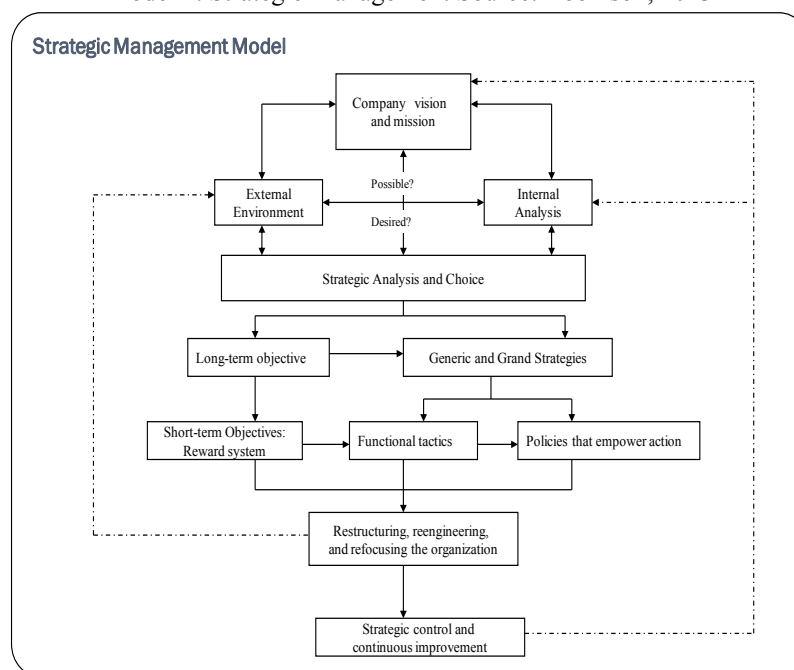 Strategic Management Model
Company vision
and mission
Possible?
External
Environment
Internal
Analysis
Desired?
Strategic Analysis and Choice
Long-term objective
Generic and Grand Strategies
Short-term Objectives:
Reward system
Functional tactics
Policies that empower action
Restructuring, reengineering,
and refocusing the organization
Strategic control and
continuous improvement